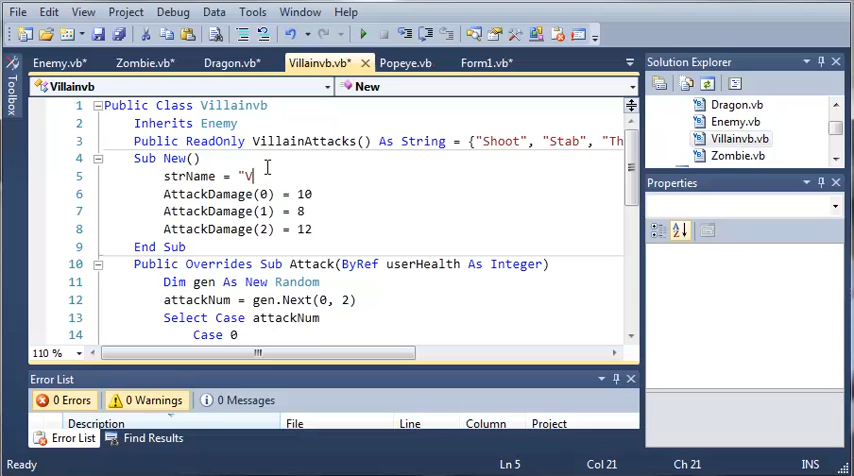 File Edit View Project Debug Data Tools Window Help
Enemy.vb* Zombie.vb* Dragon.vb* Villainvb.vb* Popeye.vb Form1.vb*
Solution Explorer
Toolbox
Villainvb New
1 Public Class Villainvb
2 Inherits Enemy
3 Public ReadOnly VillainAttacks() As String = {"Shoot", "Stab", "Th
4 Sub New()
5 strName = "V
6 AttackDamage(0) = 10
7 AttackDamage(1) = 8
8 AttackDamage(2) = 12
9 End Sub
10 Public Overrides Sub Attack(ByRef userHealth As Integer)
11 Dim gen As New Random
12 attackNum = gen.Next(0, 2)
13 Select Case attackNum
14 Case 0
110 %
Dragon.vb
Enemy.vb
Villainvb.vb
Zombie.vb
Properties
Error List
0 Errors 0 Warnings 0 Messages
Description File Line Column Project
Error List Find Results
Ready Ln 5 Col 21 Ch 21 INS